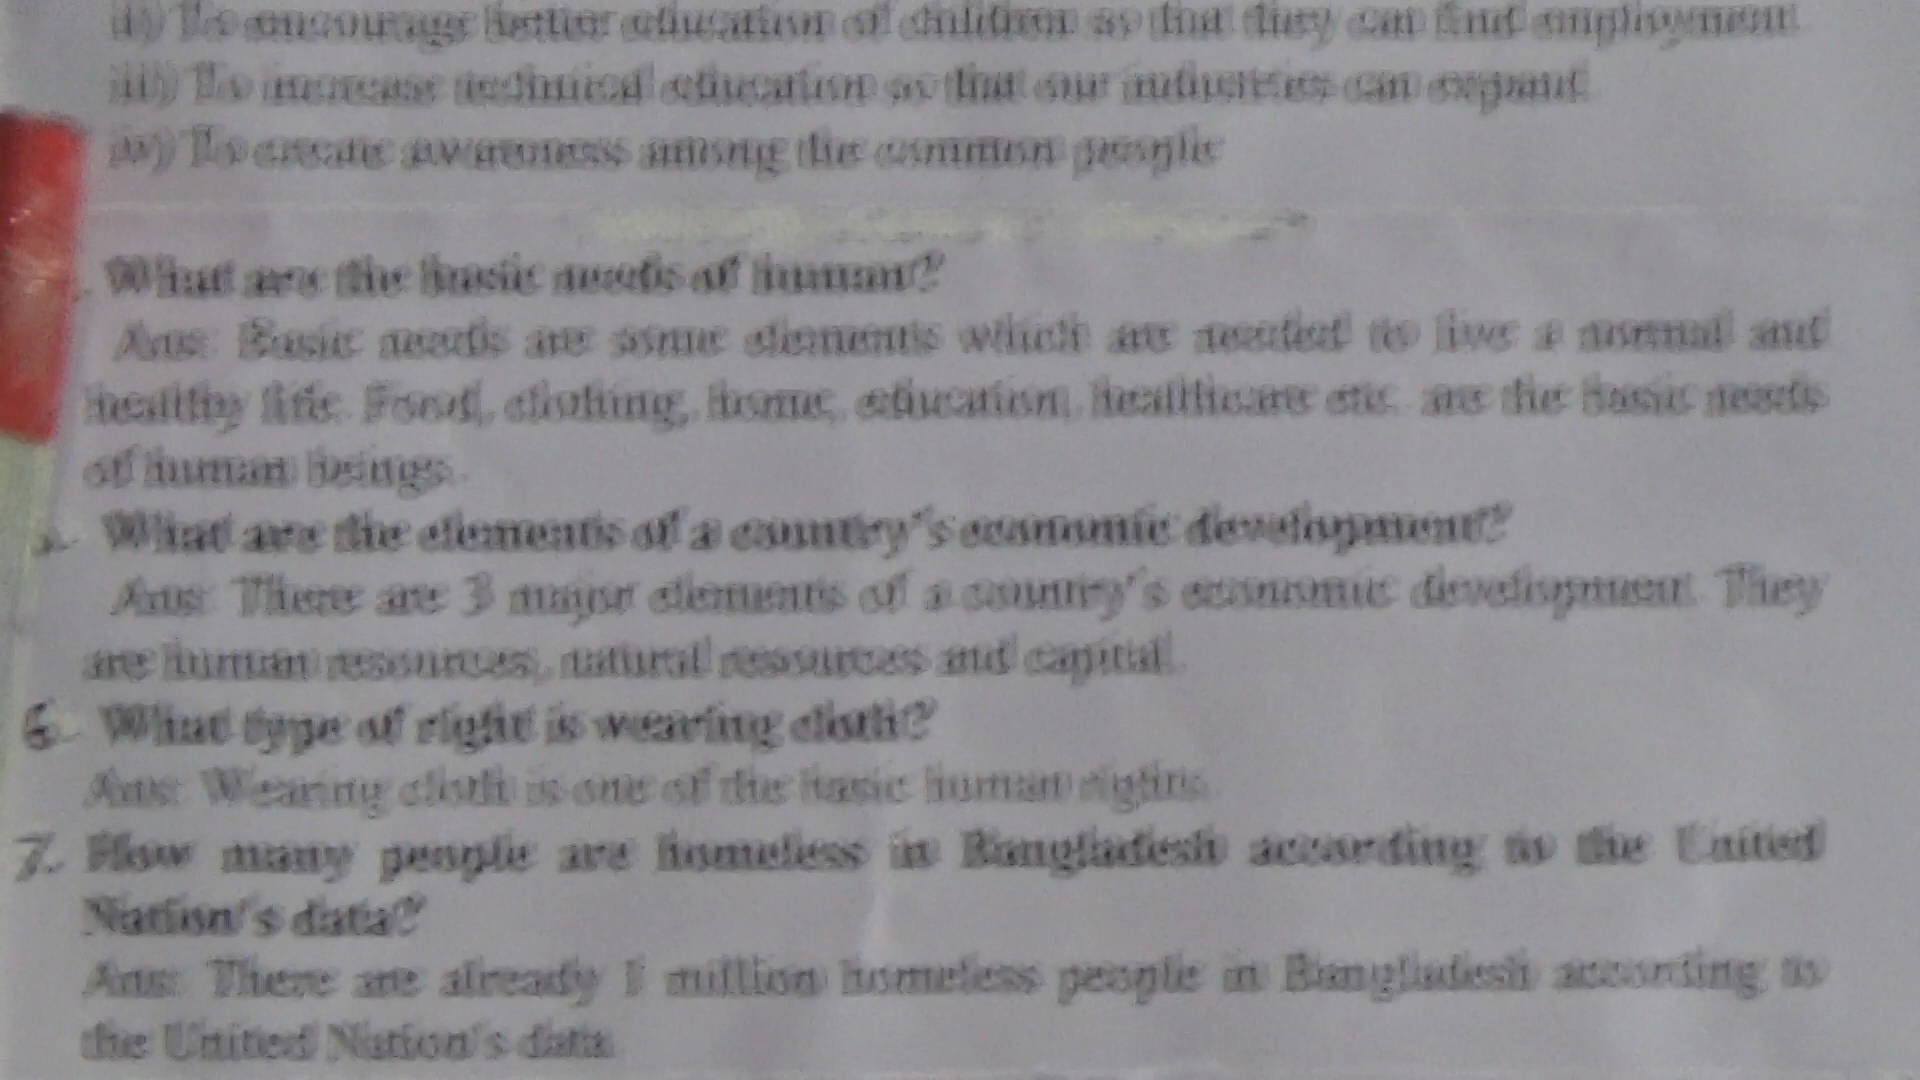 ii) To encourage better education of children so that they can find employment
iii) To increase technical education so that our industries can expand
iv) To create awareness among the common people
What are the basic needs of human?
Ans: Basic needs are some elements which are needed to live a normal and
healthy life. Food, clothing, home, education, healthcare etc. are the basic needs
of human beings.
What are the elements of a country's economic development?
Ans: There are 3 major elements of a country's economic development. They
are human resources, natural resources and capital.
6. What type of right is wearing cloth?
Ans: Wearing cloth is one of the basic human rights.
7. How many people are homeless in Bangladesh according to the United
Nation's data?
Ans: There are already 1 million homeless people in Bangladesh according to
the United Nation's data.